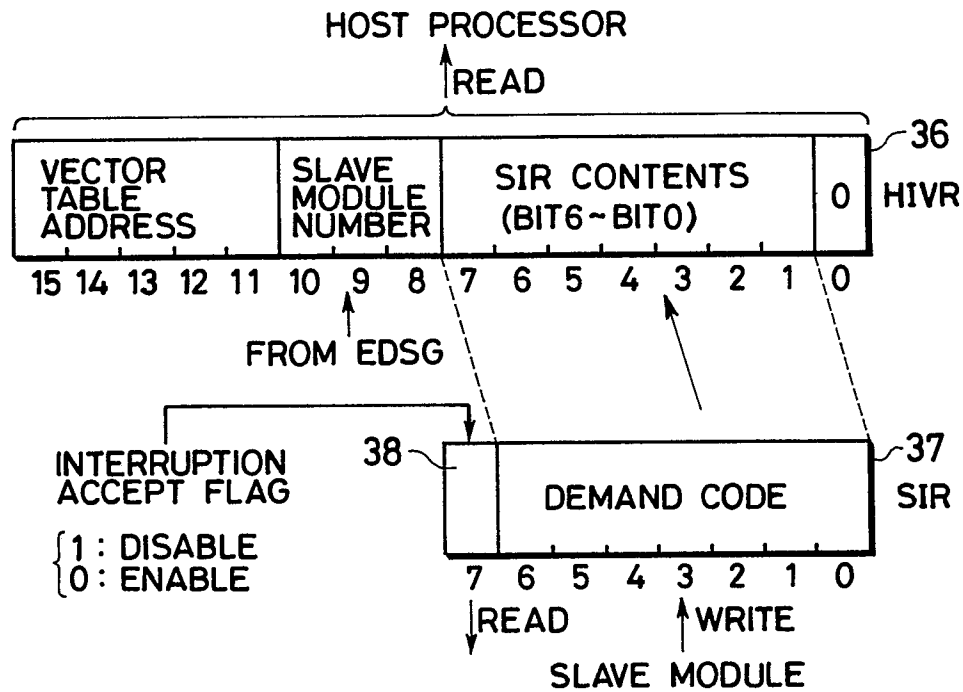 HOST PROCESSOR
READ
36
VECTOR
TABLE
ADDRESS
SLAVE
MODULE
NUMBER
SIR CONTENTS
(BIT6~BIT0)
0
HIVR
15 14 13 12 11 10 9 8 7 6 5 4 3 2 1 0
FROM EDSG
INTERRUPTION
ACCEPT FLAG
1 : DISABLE
0 : ENABLE
38
DEMAND CODE
37
SIR
7 6 5 4 3 2 1 0
READ
WRITE
SLAVE MODULE